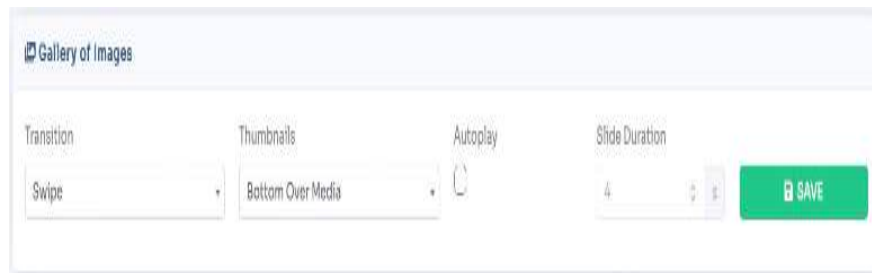 Gallery of Images
Transition Thumbnails Autoplay Slide Duration
Swipe Bottom Over Media 4 s SAVE